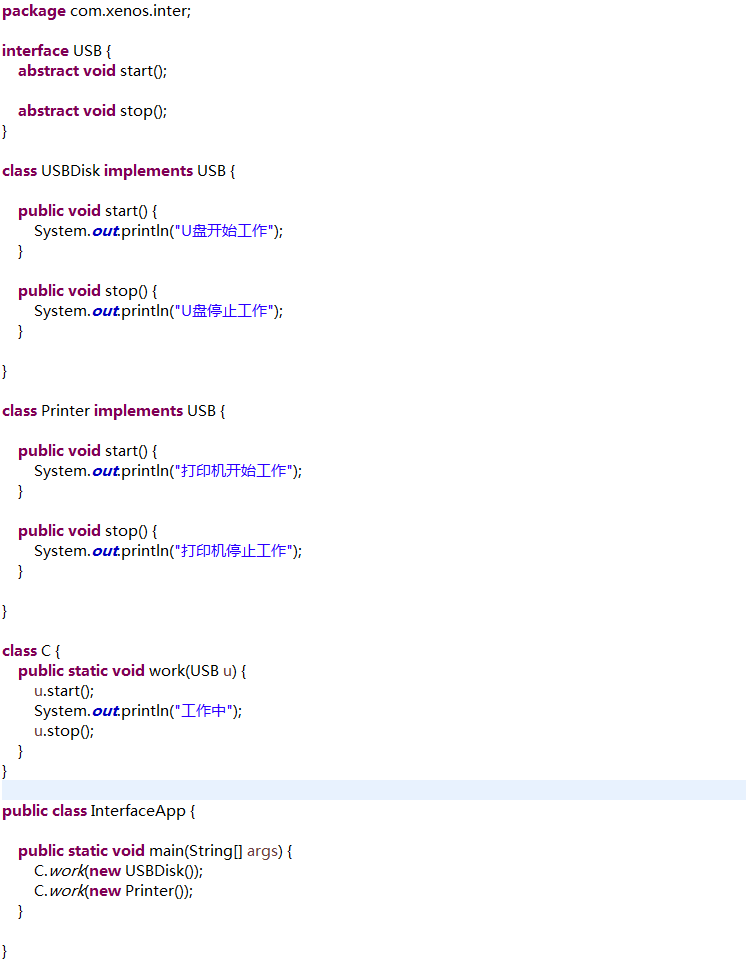 package com.xenos.inter;
interface USB {
abstract void start();
abstract void stop();
}
class USBDisk implements USB {
public void start() {
System.out.println("U盘开始工作");
}
public void stop() {
System.out.println("U盘停止工作");
}
}
class Printer implements USB {
public void start() {
System.out.println("打印机开始工作");
}
public void stop() {
System.out.println("打印机停止工作");
}
}
class C {
public static void work(USB u) {
u.start();
System.out.println("工作中");
u.stop();
}
}
public class InterfaceApp {
public static void main(String[] args) {
C.work(new USBDisk());
C.work(new Printer());
}
}